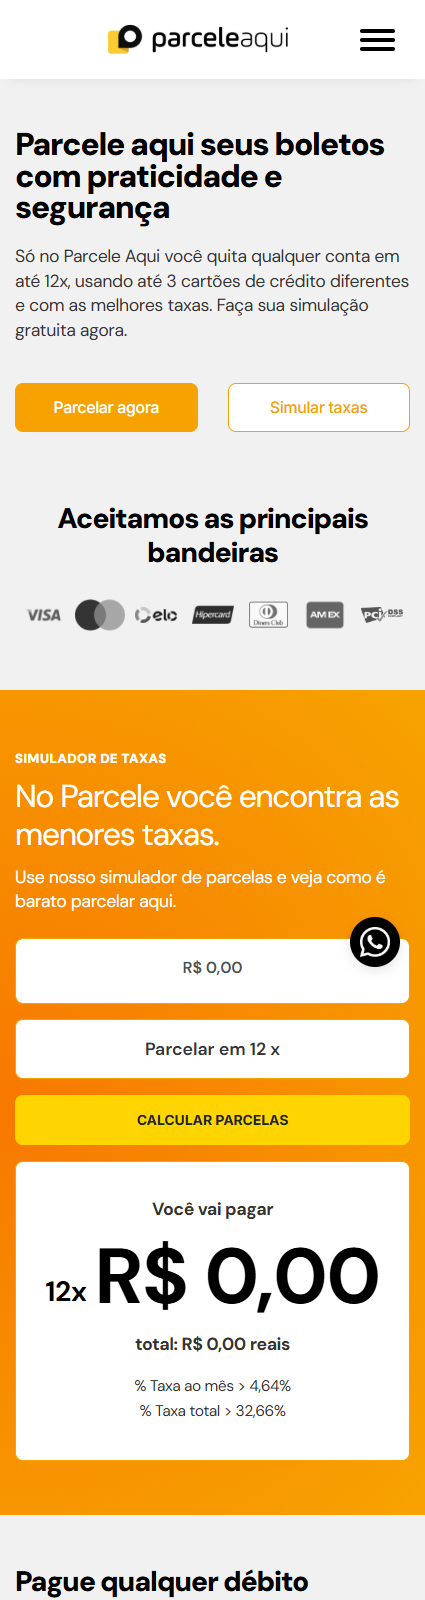 parceleaqui
Parcele aqui seus boletos
com praticidade e
segurança
Só no Parcele Aqui você quita qualquer conta em
até 12x, usando até 3 cartões de crédito diferentes
e com as melhores taxas. Faça sua simulação
gratuita agora.
Parcelar agora
Simular taxas
Aceitamos as principais
bandeiras
VISA
elo
Hipercard
Diners Club
AM EX
PCI DSS
SIMULADOR DE TAXAS
No Parcele você encontra as
menores taxas.
Use nosso simulador de parcelas e veja como é
barato parcelar aqui.
R$ 0,00
Parcelar em 12 x
CALCULAR PARCELAS
Você vai pagar
12x R$ 0,00
total: R$ 0,00 reais
% Taxa ao mês > 4,64%
% Taxa total > 32,66%
Pague qualquer débito